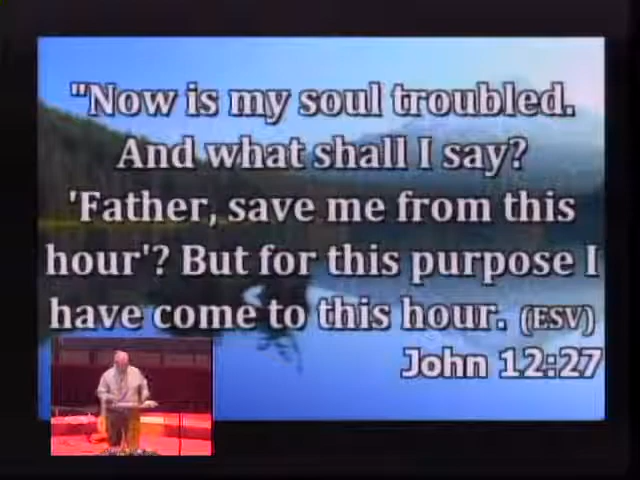 "Now is my soul troubled.
And what shall I say?
'Father, save me from this
hour'? But for this purpose I
have come to this hour. (ESV)
John 12:27